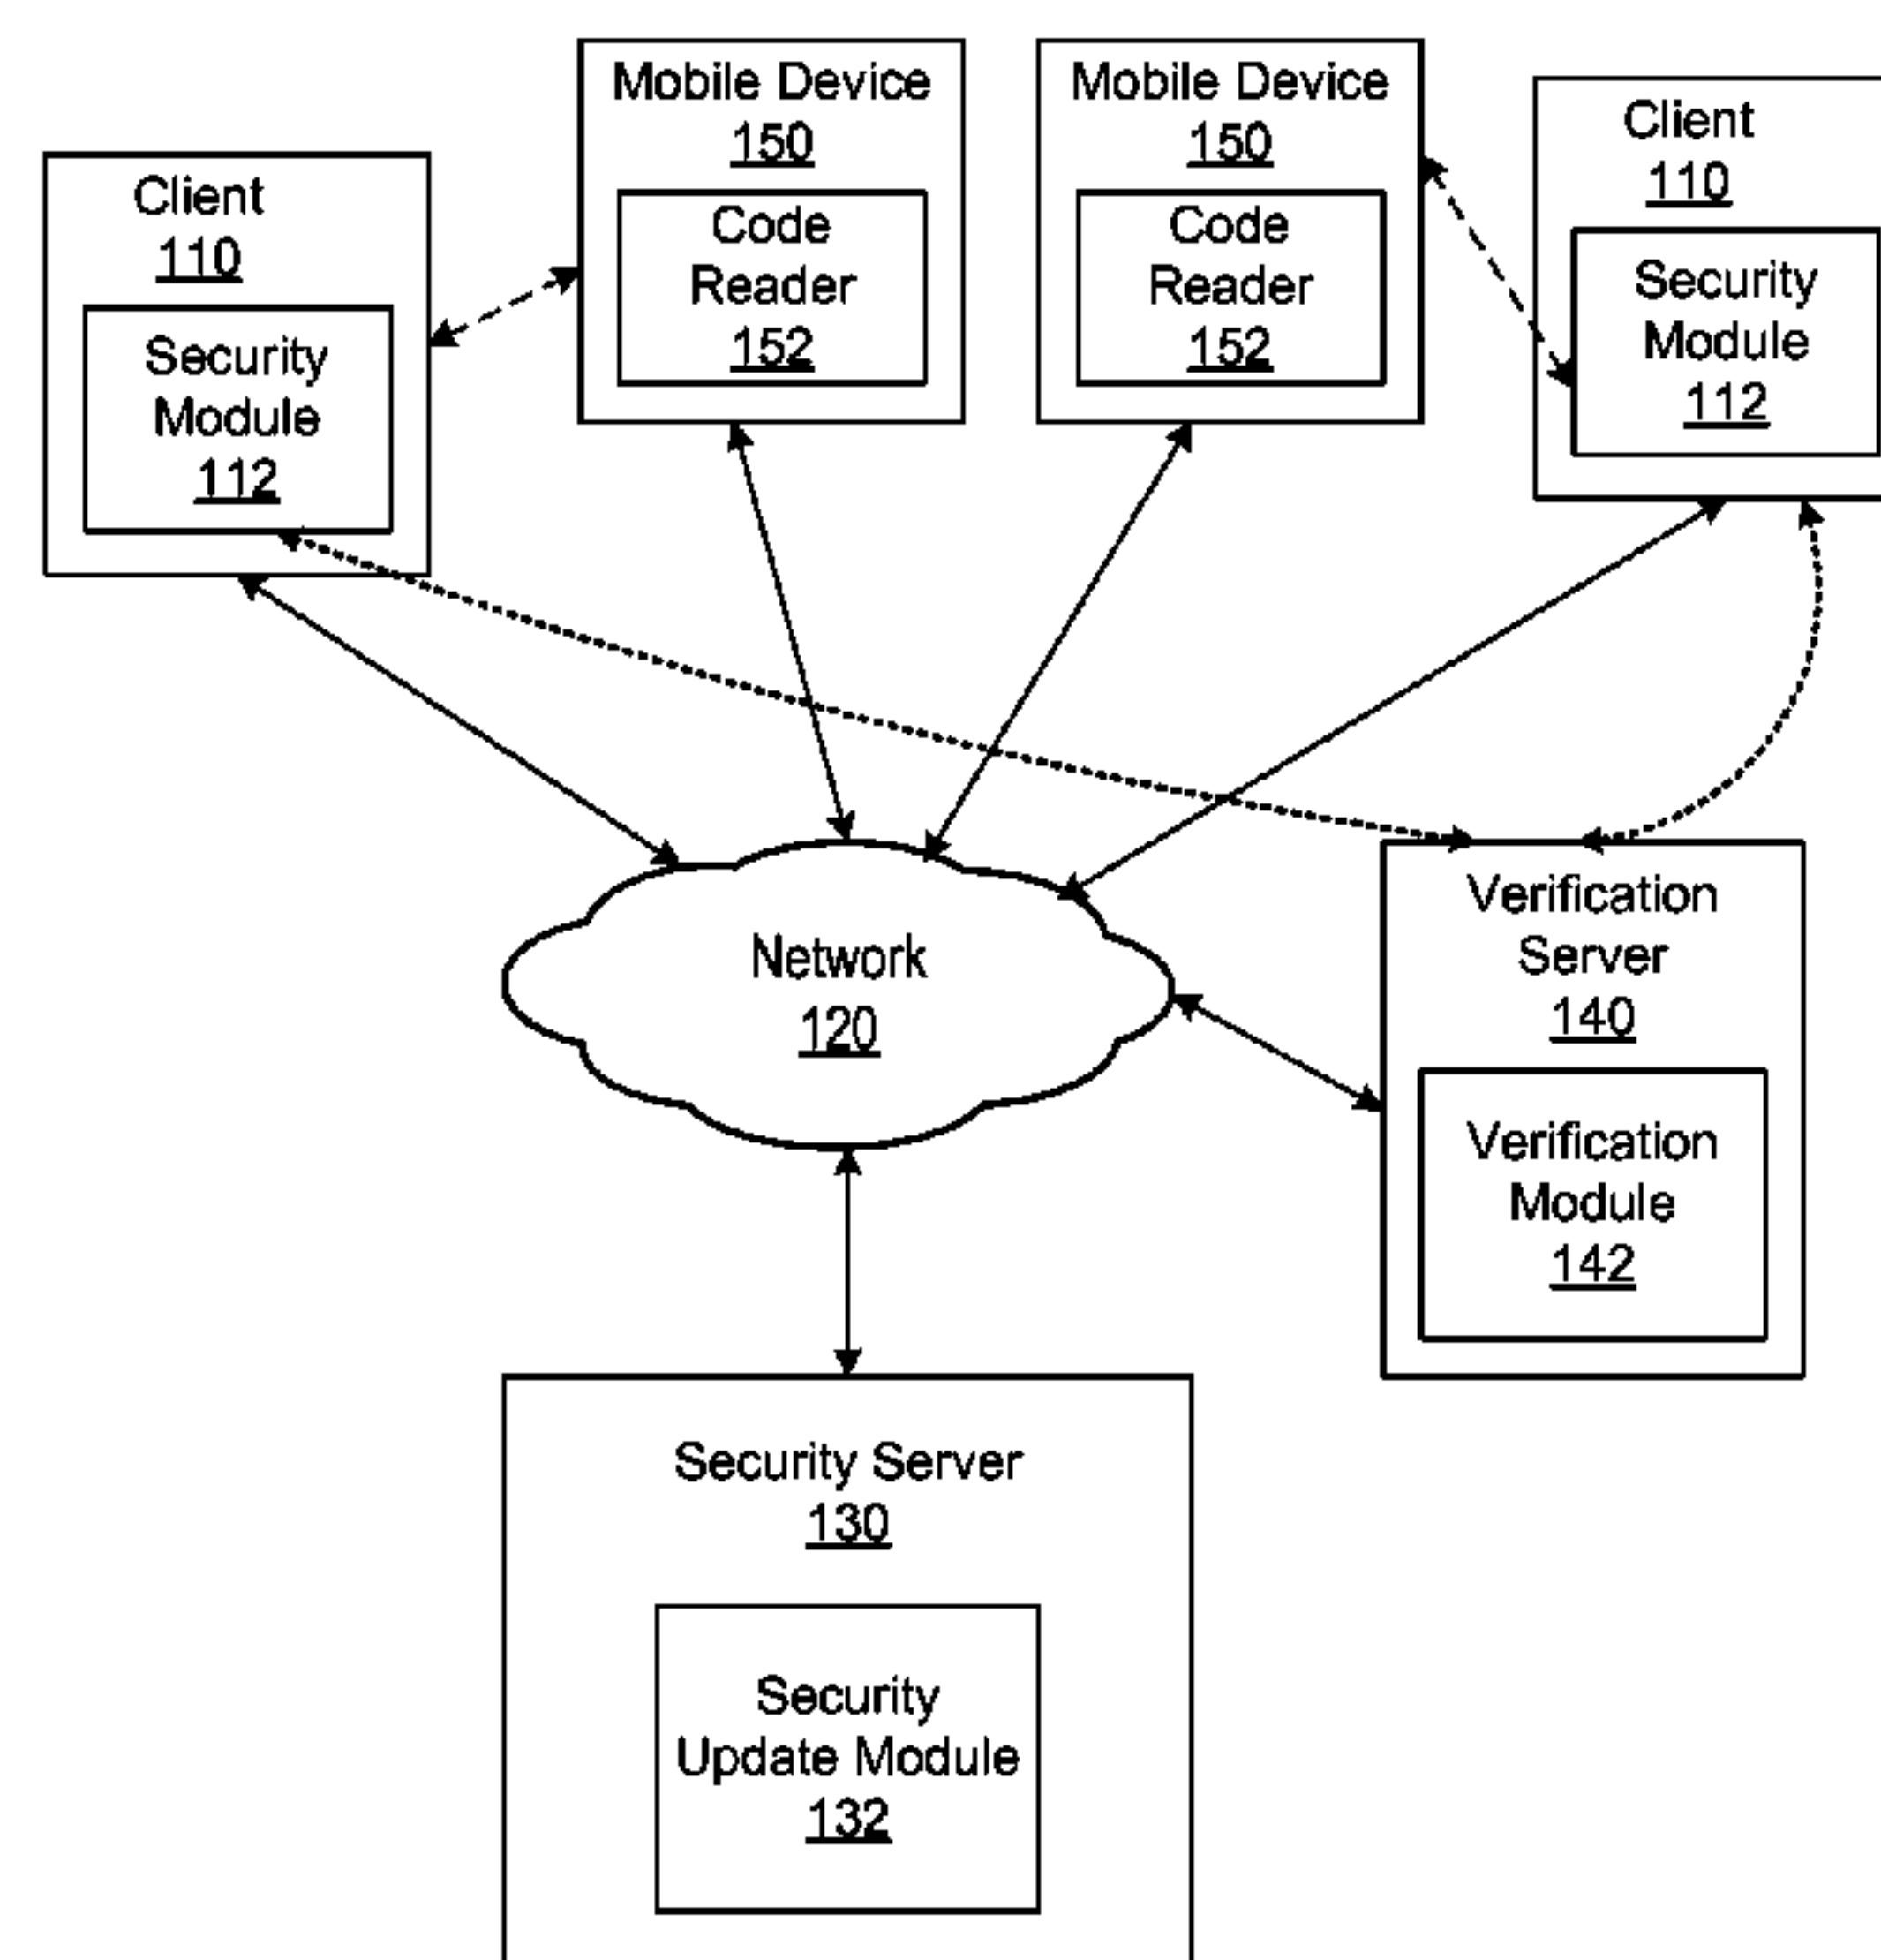 Mobile Device
150
Code
Reader
152
Mobile Device
150
Code
Reader
152
Client
110
Security
Module
112
Client
110
Security
Module
112
Network
120
Verification
Server
140
Verification
Module
142
Security Server
130
Security
Update Module
132